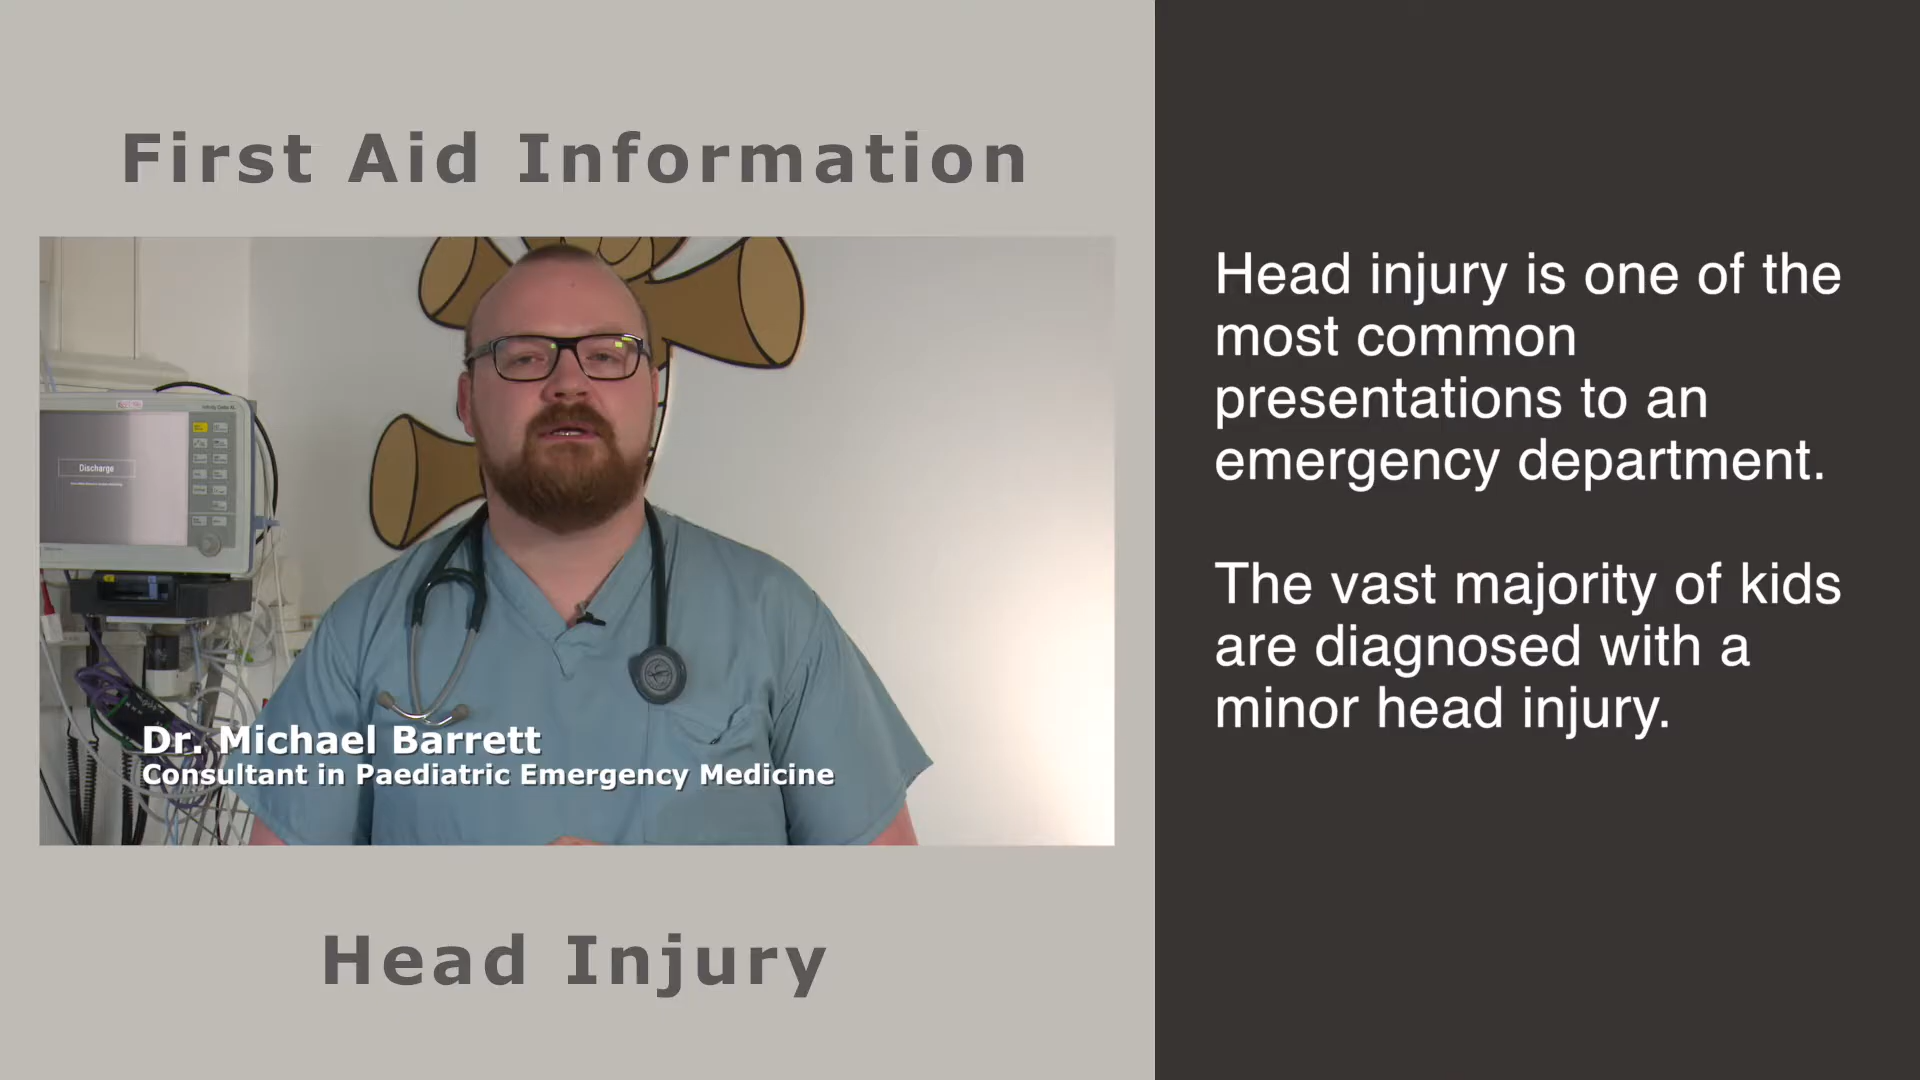 First Aid Information
Discharge
Dr. Michael Barrett
Consultant in Paediatric Emergency Medicine
Head Injury
Head injury is one of the
most common
presentations to an
emergency department.
The vast majority of kids
are diagnosed with a
minor head injury.